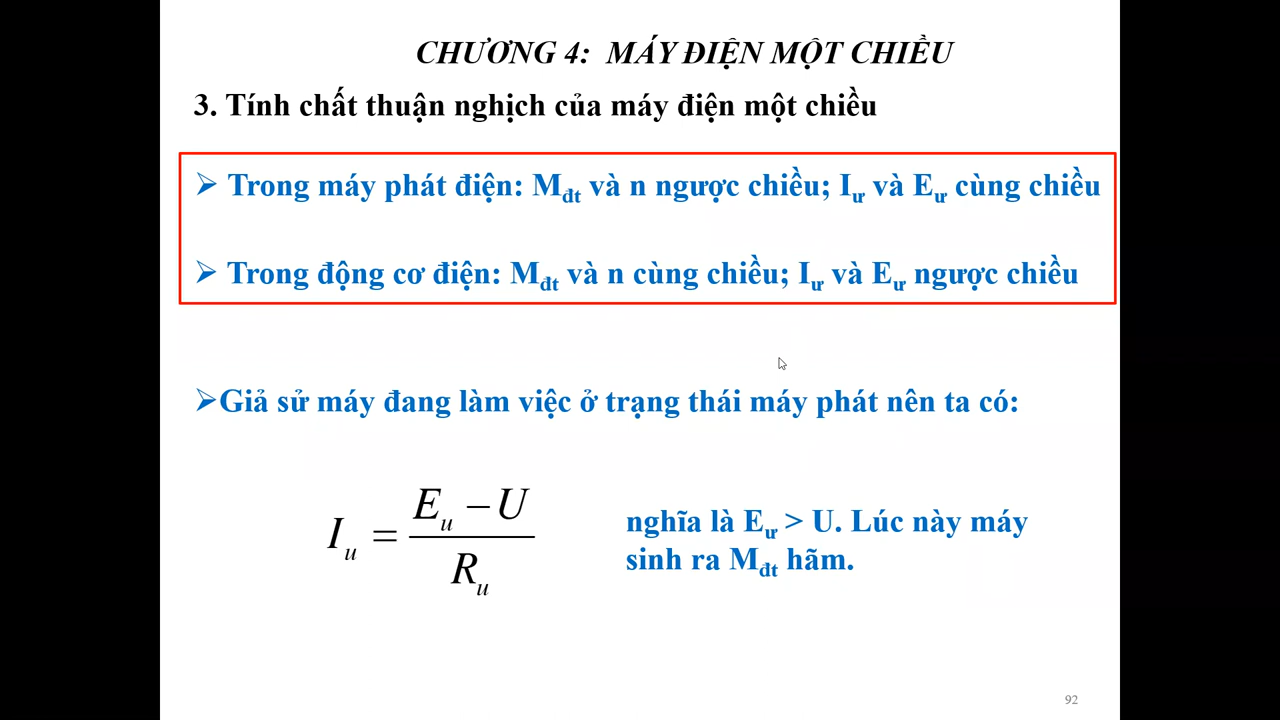 CHƯƠNG 4: MÁY ĐIỆN MỘT CHIỀU
3. Tính chất thuận nghịch của máy điện một chiều
➢ Trong máy phát điện: Mđt và n ngược chiều; Iư và Eư cùng chiều
➢ Trong động cơ điện: Mđt và n cùng chiều; Iư và Eư ngược chiều
➢Giả sử máy đang làm việc ở trạng thái máy phát nên ta có:
I_u = (E_u − U) / R_u
nghĩa là Eư > U. Lúc này máy
sinh ra Mđt hãm.
92